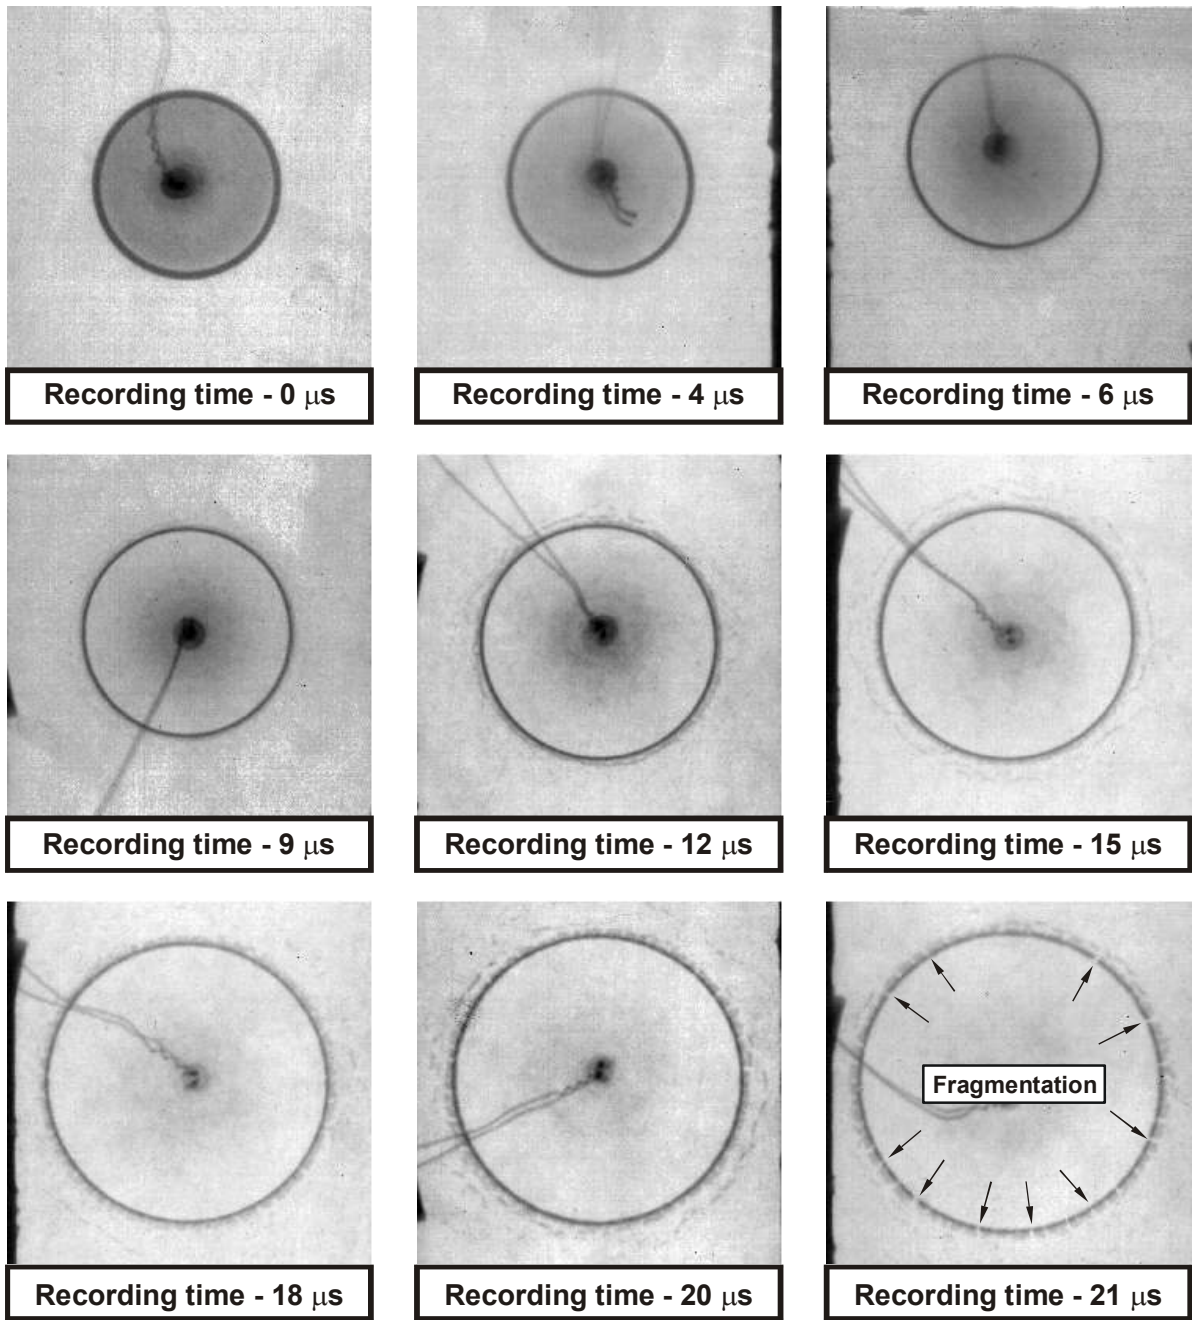 Recording time - 0 μs
Recording time - 4 μs
Recording time - 6 μs
Recording time - 9 μs
Recording time - 12 μs
Recording time - 15 μs
Recording time - 18 μs
Recording time - 20 μs
Fragmentation
Recording time - 21 μs